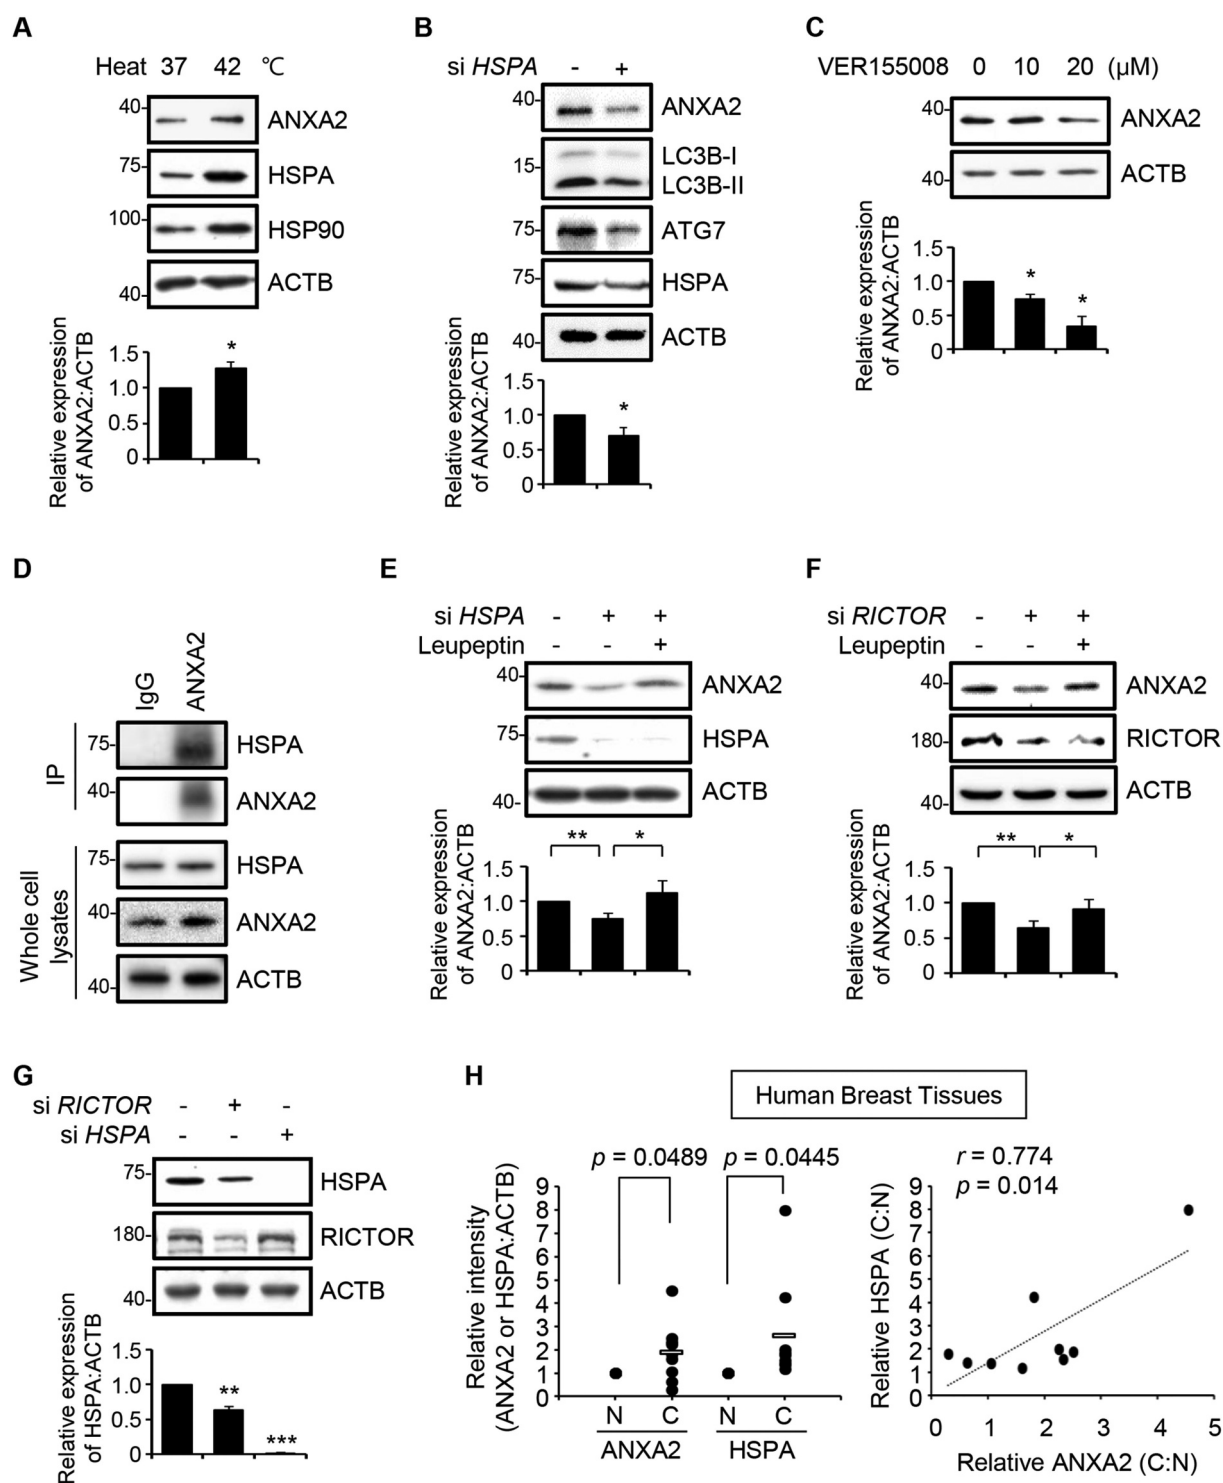 A
Heat 37 42 ℃
40-
ANXA2
75-
HSPA
100-
HSP90
40-
ACTB
Relative expression
of ANXA2:ACTB
1.5
1.0
0.5
0
*
B
si HSPA - +
40-
ANXA2
15-
LC3B-I
LC3B-II
75-
ATG7
75-
HSPA
40-
ACTB
Relative expression
of ANXA2:ACTB
1.5
1.0
0.5
0
*
C
VER155008 0 10 20 (μM)
40-
ANXA2
40-
ACTB
Relative expression
of ANXA2:ACTB
1.5
1.0
0.5
0
*
*
D
IgG
ANXA2
IP
75-
HSPA
40-
ANXA2
Whole cell
lysates
75-
HSPA
40-
ANXA2
40-
ACTB
E
si HSPA - + +
Leupeptin - - +
40-
ANXA2
75-
HSPA
40-
ACTB
Relative expression
of ANXA2:ACTB
** *
1.5
1.0
0.5
0
F
si RICTOR - + +
Leupeptin - - +
40-
ANXA2
180-
RICTOR
40-
ACTB
Relative expression
of ANXA2:ACTB
** *
1.5
1.0
0.5
0
G
si RICTOR - + -
si HSPA - - +
75-
HSPA
180-
RICTOR
40-
ACTB
Relative expression
of HSPA:ACTB
1.5
1.0
0.5
0
**
***
H
Human Breast Tissues
p = 0.0489 p = 0.0445
Relative intensity
(ANXA2 or HSPA:ACTB)
9
8
7
6
5
4
3
2
1
0
N C N C
ANXA2 HSPA
r = 0.774
p = 0.014
Relative HSPA (C:N)
9
8
7
6
5
4
3
2
1
0
0 1 2 3 4 5
Relative ANXA2 (C:N)